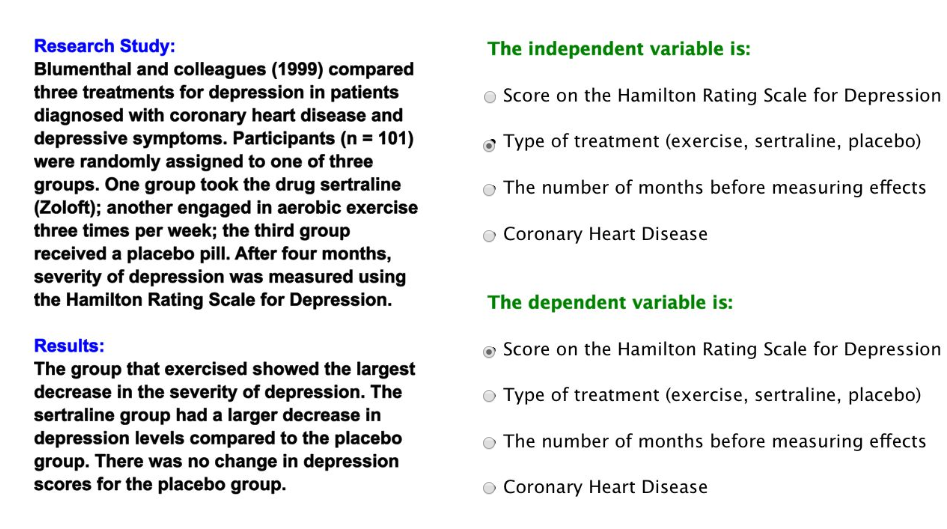 Research Study:
Blumenthal and colleagues (1999) compared
three treatments for depression in patients
diagnosed with coronary heart disease and
depressive symptoms. Participants (n = 101)
were randomly assigned to one of three
groups. One group took the drug sertraline
(Zoloft); another engaged in aerobic exercise
three times per week; the third group
received a placebo pill. After four months,
severity of depression was measured using
the Hamilton Rating Scale for Depression.
Results:
The group that exercised showed the largest
decrease in the severity of depression. The
sertraline group had a larger decrease in
depression levels compared to the placebo
group. There was no change in depression
scores for the placebo group.
The independent variable is:
Score on the Hamilton Rating Scale for Depression
Type of treatment (exercise, sertraline, placebo)
The number of months before measuring effects
Coronary Heart Disease
The dependent variable is:
Score on the Hamilton Rating Scale for Depression
Type of treatment (exercise, sertraline, placebo)
The number of months before measuring effects
Coronary Heart Disease